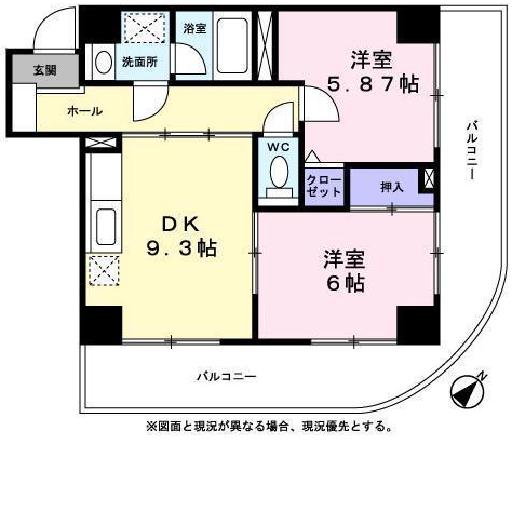 浴室
洗面所
玄関
ホール
洋室
5.87帖
バルコニー
WC
クロー
ゼット
押入
DK
9.3帖
洋室
6帖
バルコニー
N
※図面と現況が異なる場合、現況優先とする。